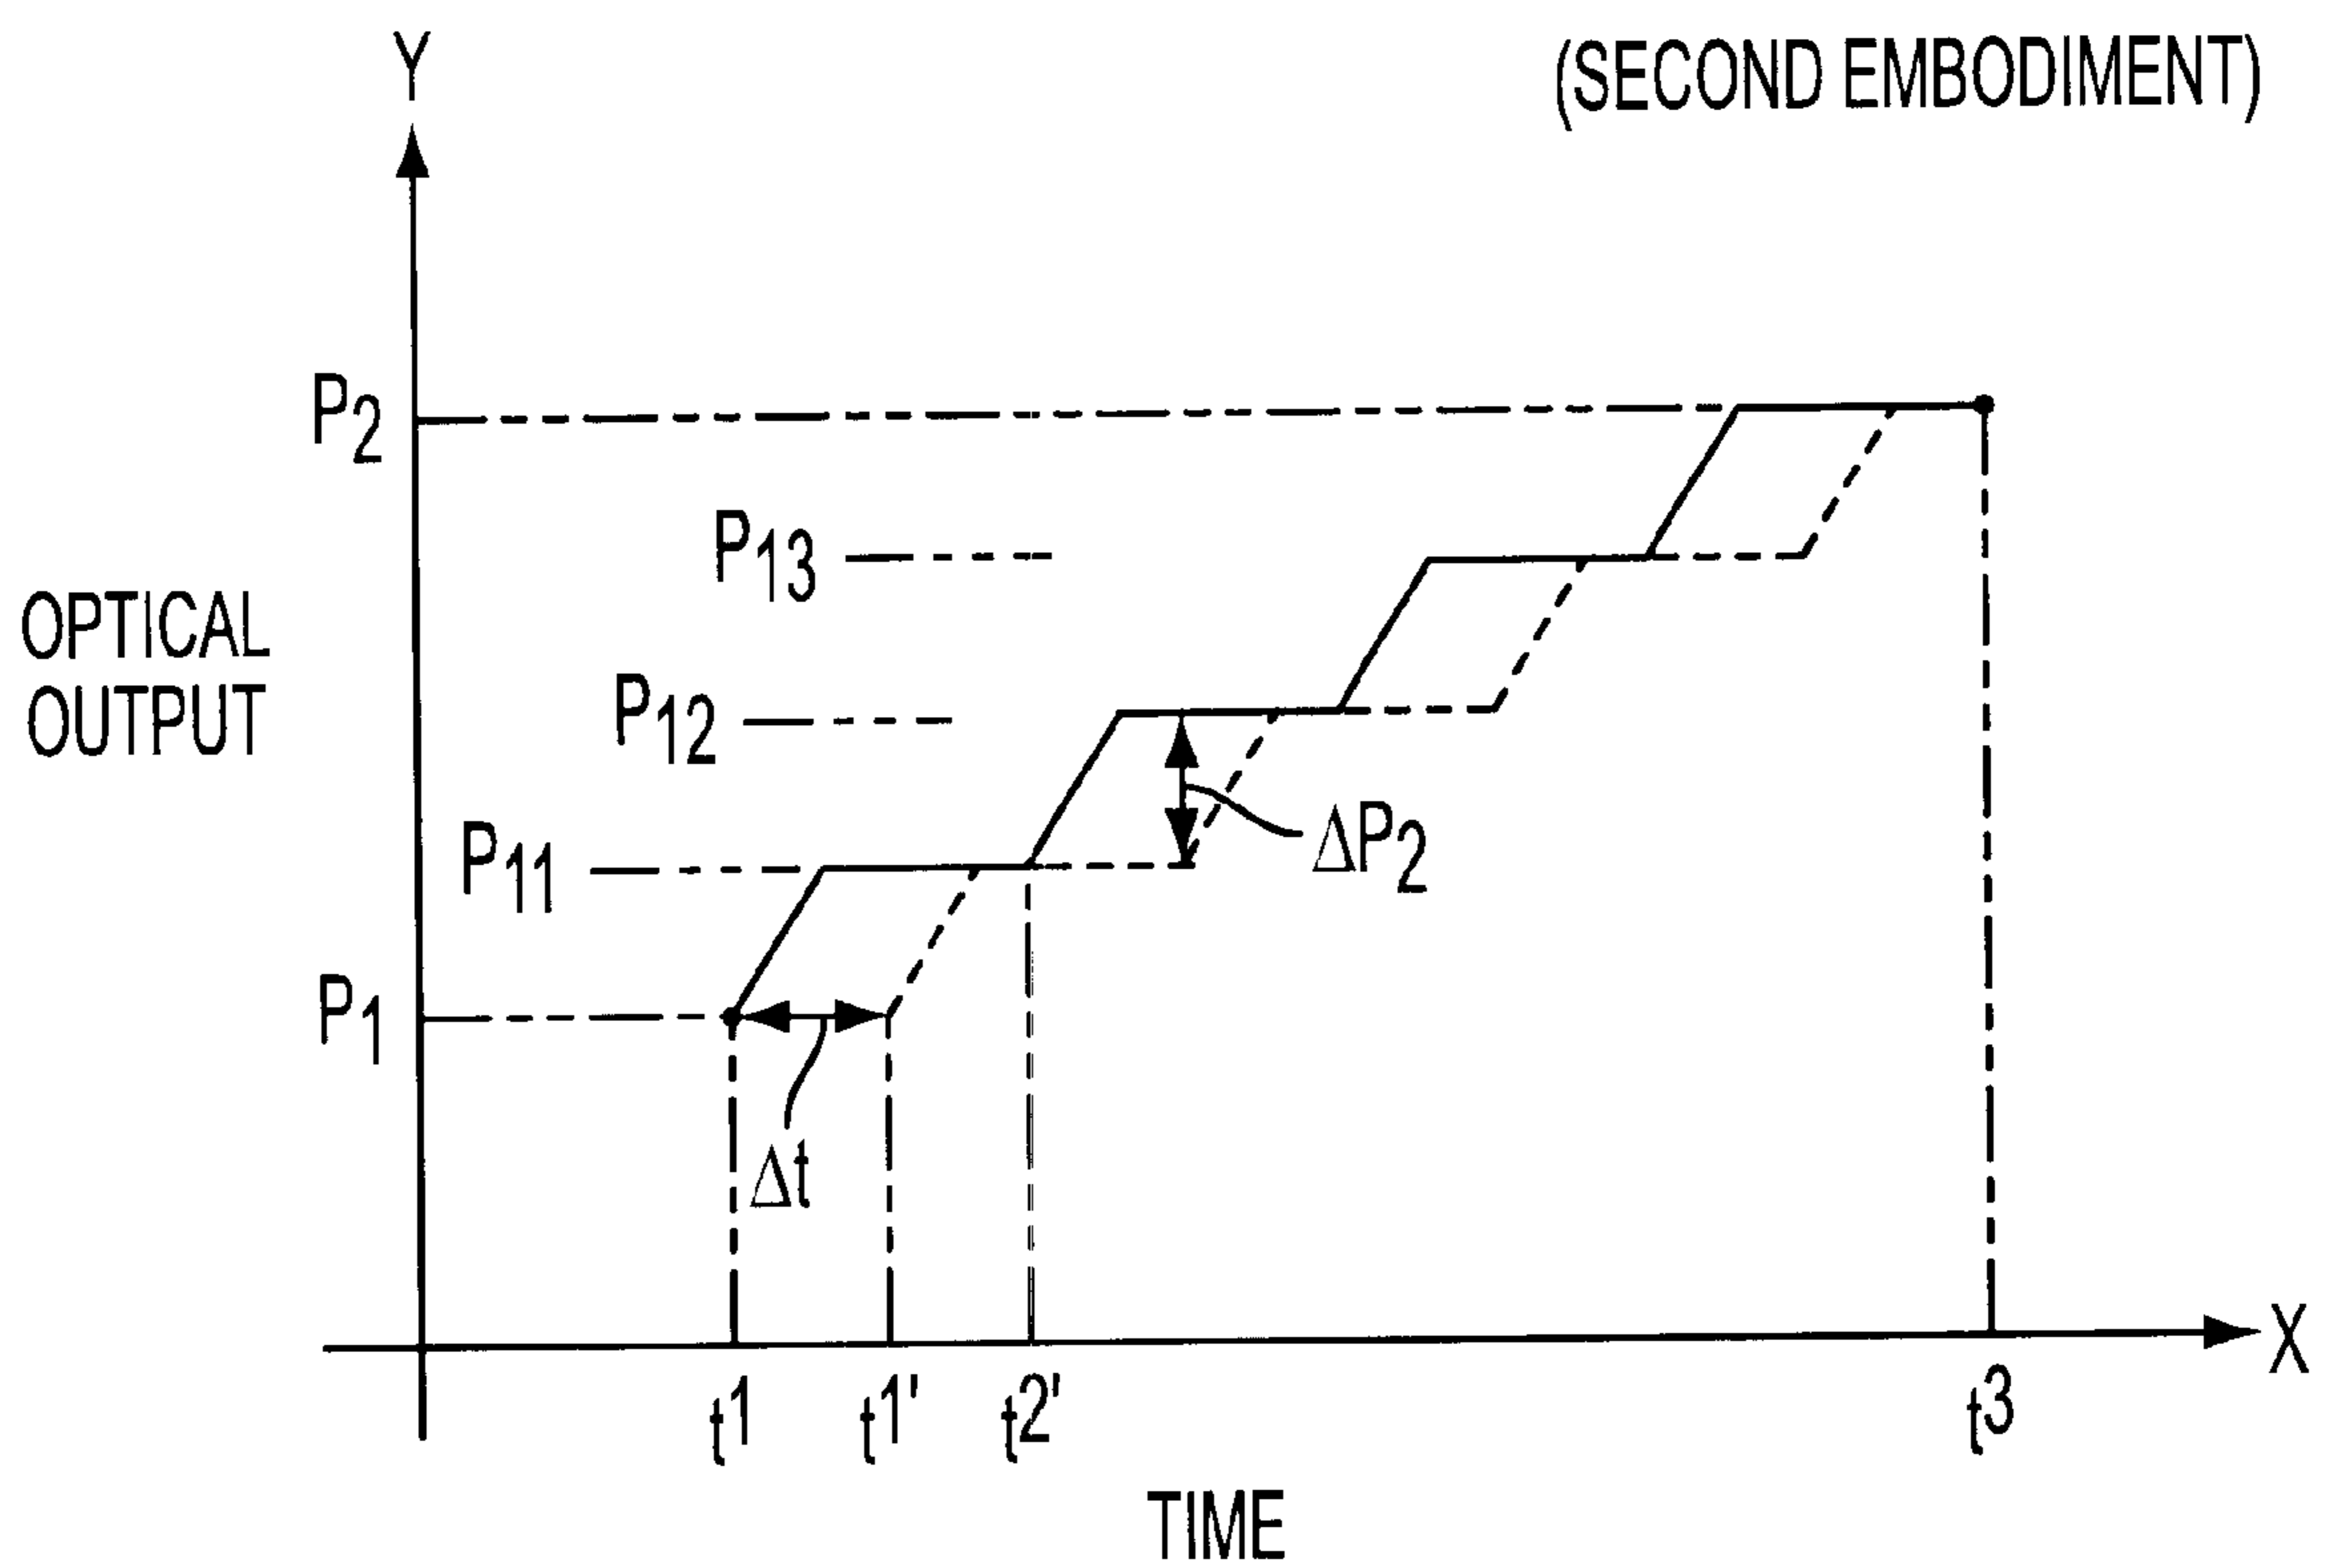 (SECOND EMBODIMENT)
Y
P2
P13
OPTICAL
OUTPUT
P12
P11
ΔP2
P1
Δt
X
t1
t1'
t2'
t3
TIME